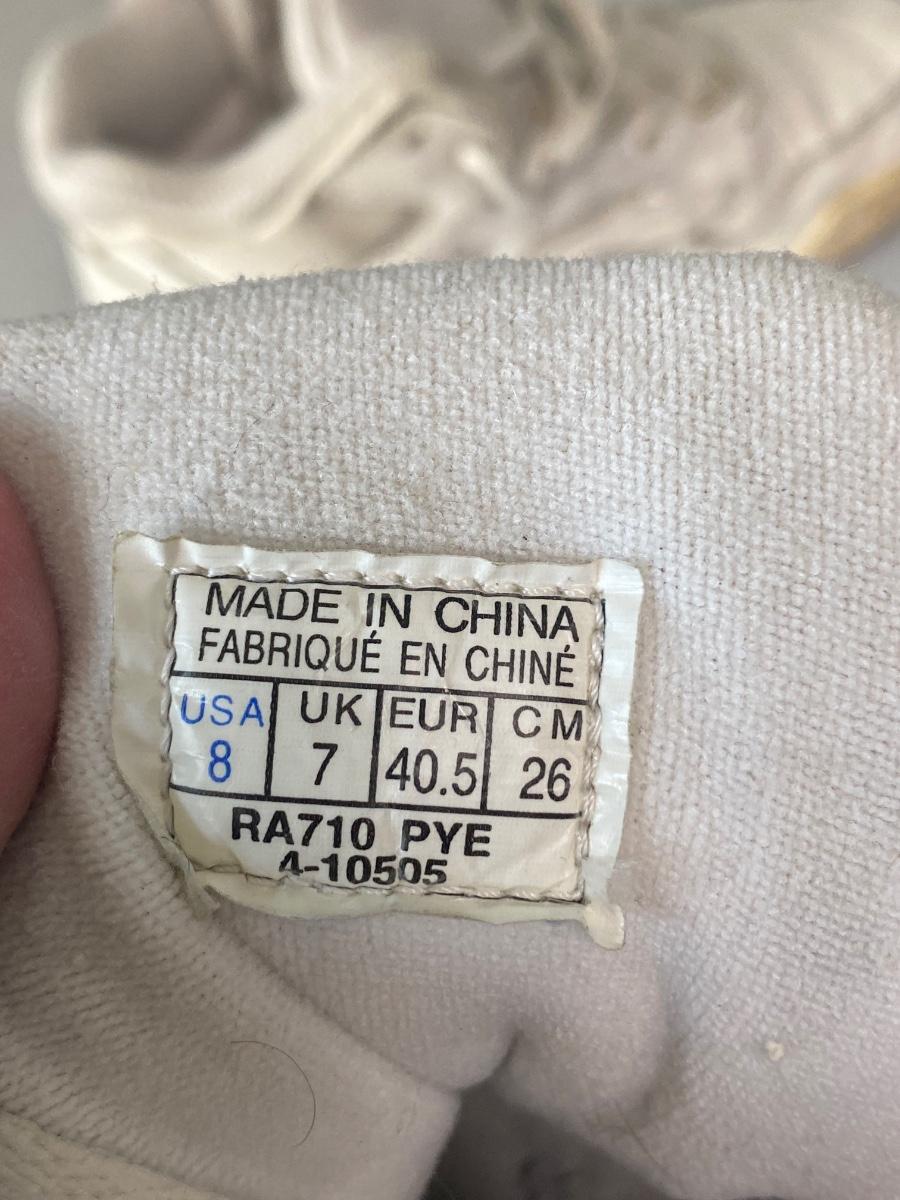 MADE IN CHINA
FABRIQUÉ EN CHINÉ
USA UK EUR CM
8 7 40.5 26
RA710 PYE
4-10505